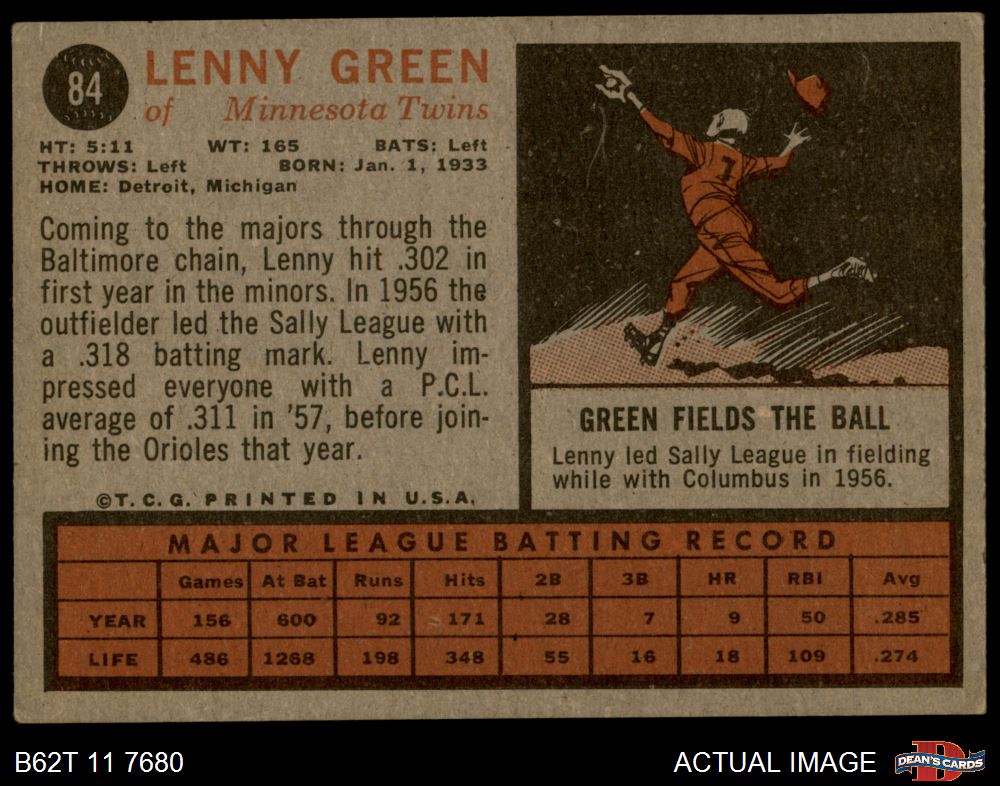 84
LENNY GREEN
of Minnesota Twins
HT: 5:11 WT: 165 BATS: Left
THROWS: Left BORN: Jan. 1, 1933
HOME: Detroit, Michigan
Coming to the majors through the
Baltimore chain, Lenny hit .302 in
first year in the minors. In 1956 the
outfielder led the Sally League with
a .318 batting mark. Lenny im-
pressed everyone with a P.C.L.
average of .311 in '57, before join-
ing the Orioles that year.
©T.C.G. PRINTED IN U.S.A.
7
GREEN FIELDS THE BALL
Lenny led Sally League in fielding
while with Columbus in 1956.
MAJOR LEAGUE BATTING RECORD
Games At Bat Runs Hits 2B 3B HR RBI Avg
YEAR 156 600 92 171 28 7 9 50 .285
LIFE 486 1268 198 348 55 16 18 109 .274
B62T 11 7680
ACTUAL IMAGE
D
DEAN'S CARDS